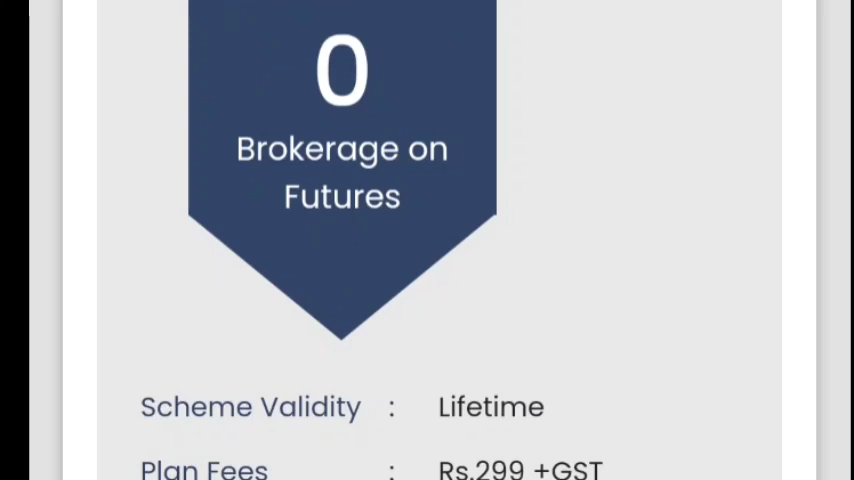 0
Brokerage on
Futures
Scheme Validity : Lifetime
Plan Fees : Rs.299 +GST